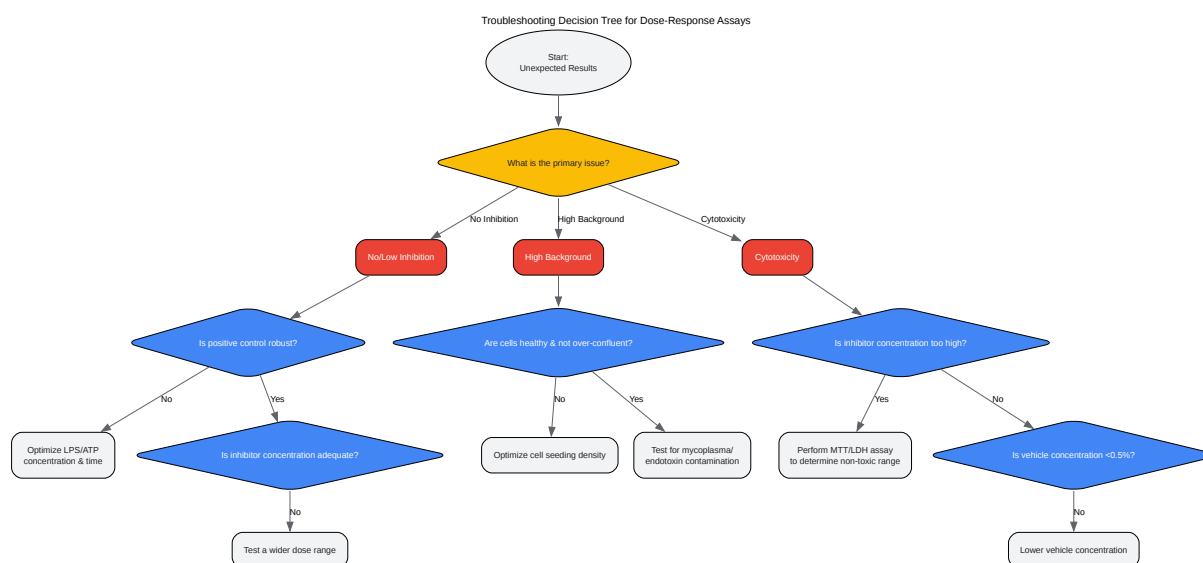 Troubleshooting Decision Tree for Dose-Response Assays
Start:
Unexpected Results
What is the primary issue?
No Inhibition
High Background
Cytotoxicity
No/Low Inhibition
High Background
Cytotoxicity
Is positive control robust?
Are cells healthy & not over-confluent?
Is inhibitor concentration too high?
No
Yes
No
Yes
Yes
No
Optimize LPS/ATP
concentration & time
Is inhibitor concentration adequate?
Optimize cell seeding density
Test for mycoplasma/
endotoxin contamination
Perform MTT/LDH assay
to determine non-toxic range
Is vehicle concentration <0.5%?
No
No
Test a wider dose range
Lower vehicle concentration